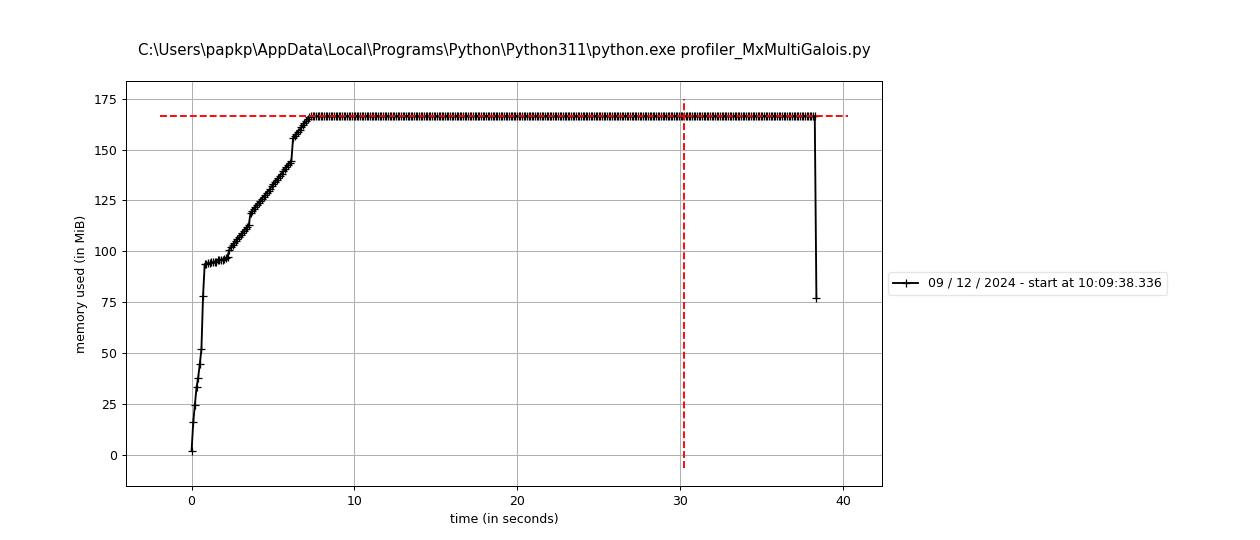 C:\Users\papkp\AppData\Local\Programs\Python\Python311\python.exe profiler_MxMultiGalois.py
175
150
125
100
75
50
25
0
memory used (in MiB)
0 10 20 30 40
time (in seconds)
09 / 12 / 2024 - start at 10:09:38.336